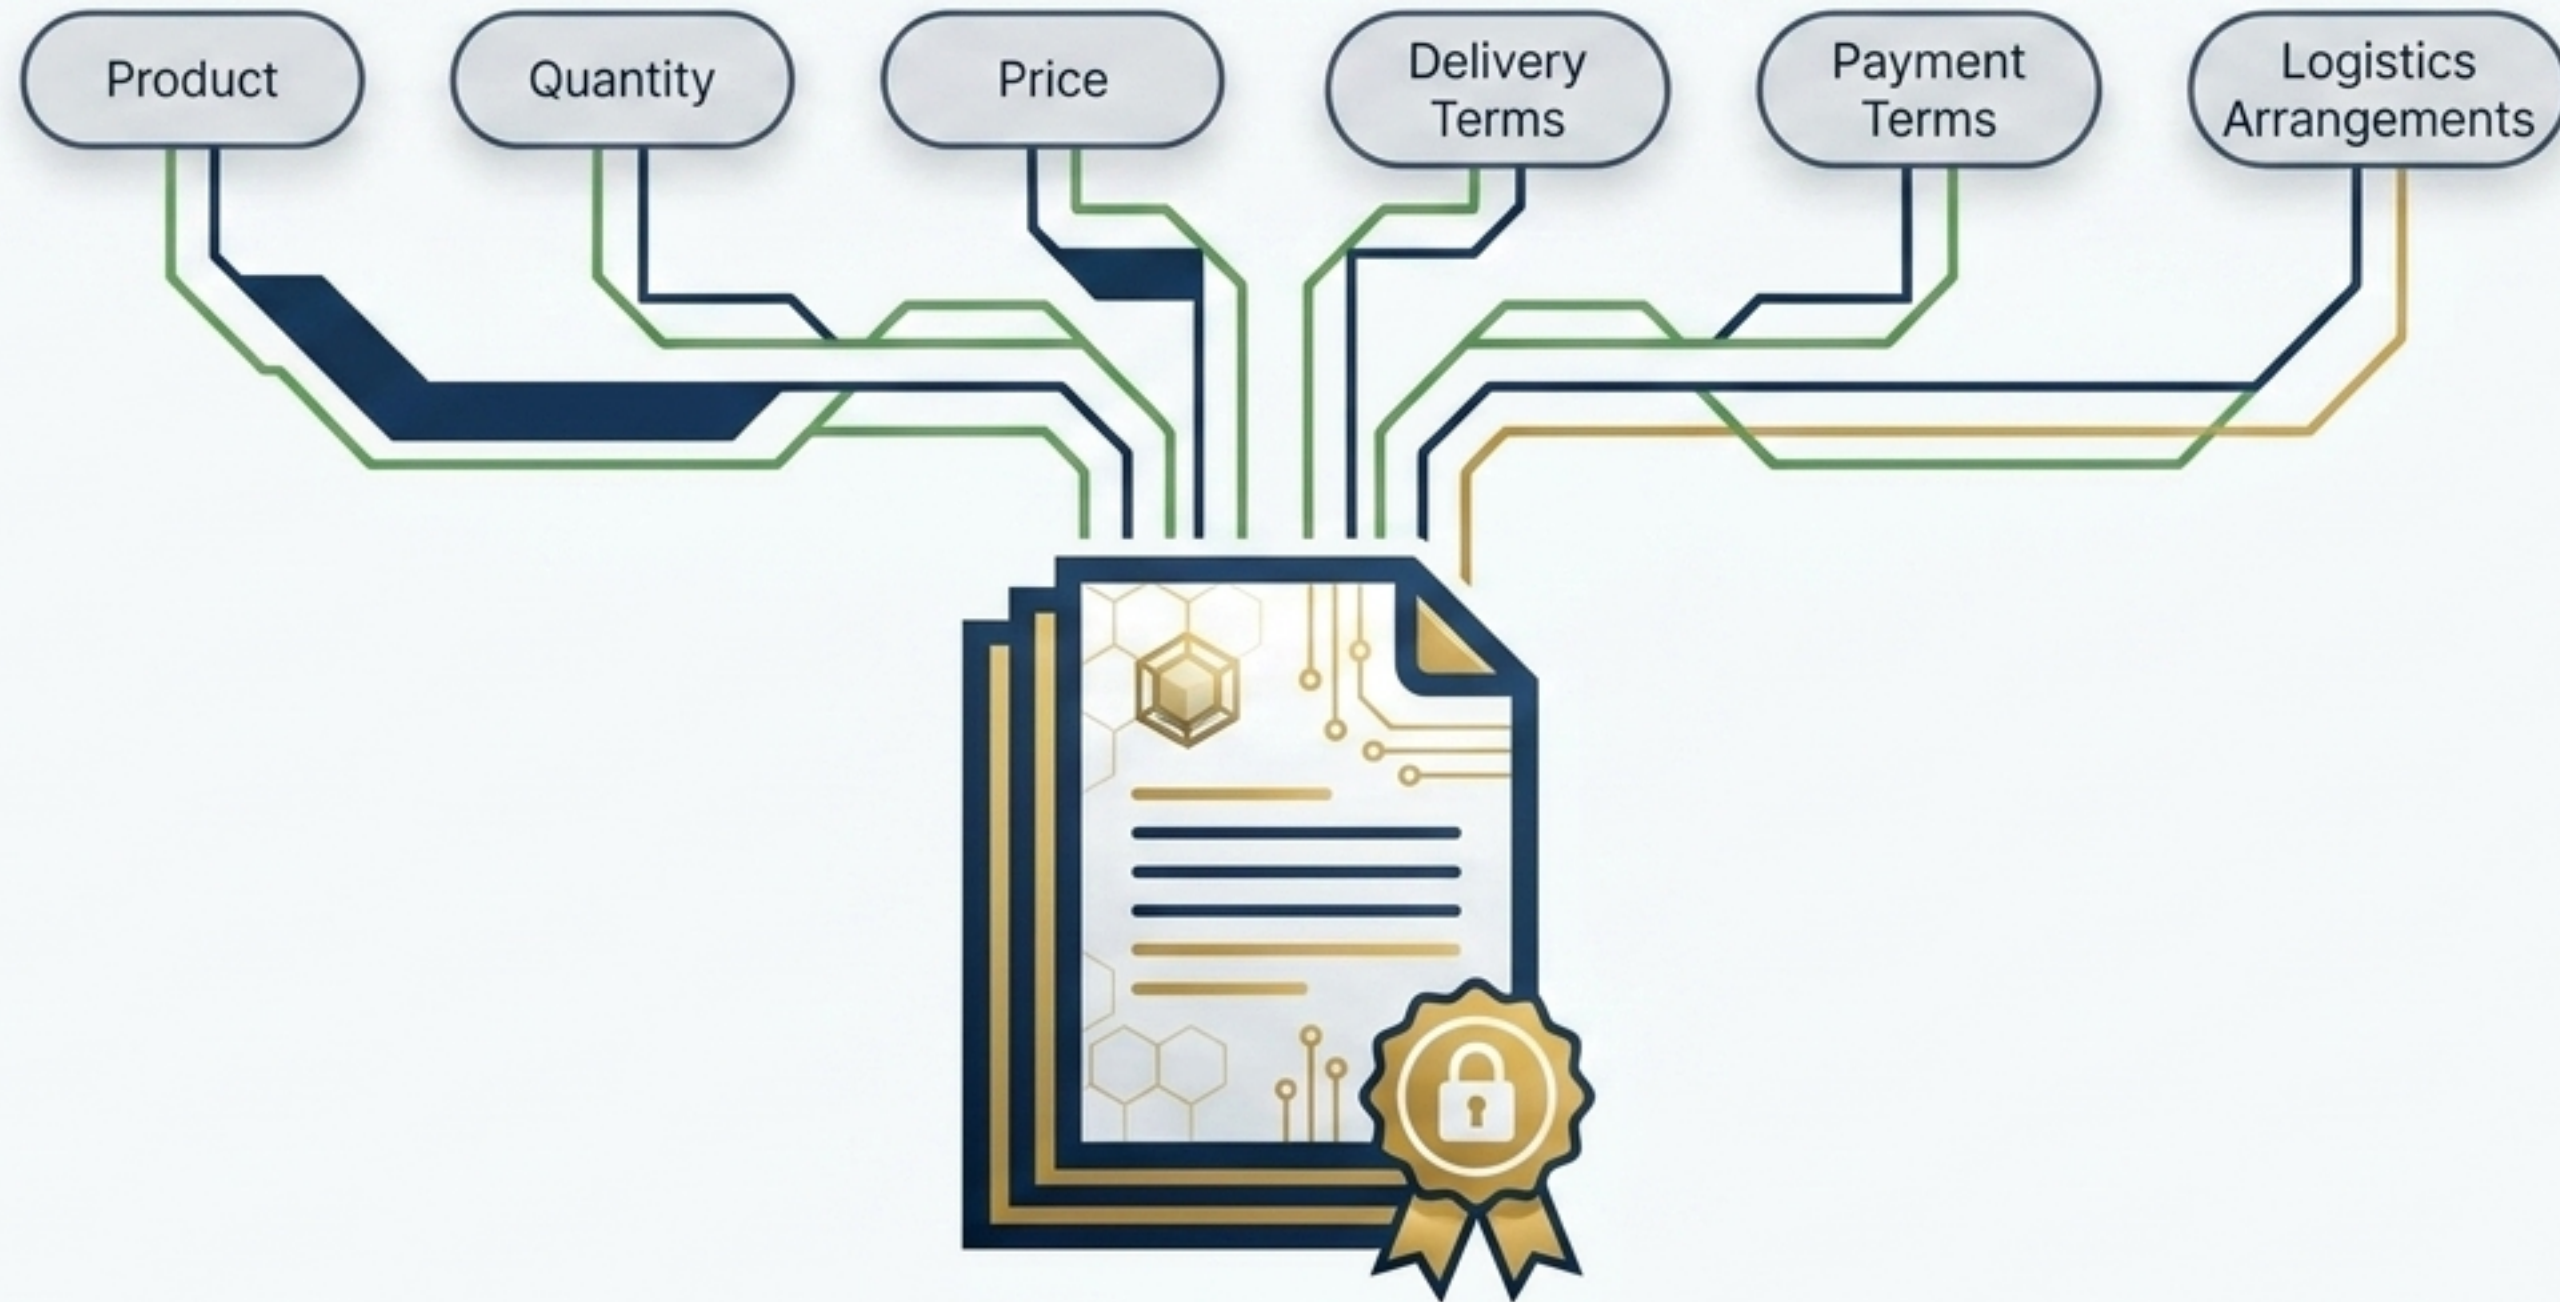 Product
Quantity
Price
Delivery
Terms
Payment
Terms
Logistics
Arrangements